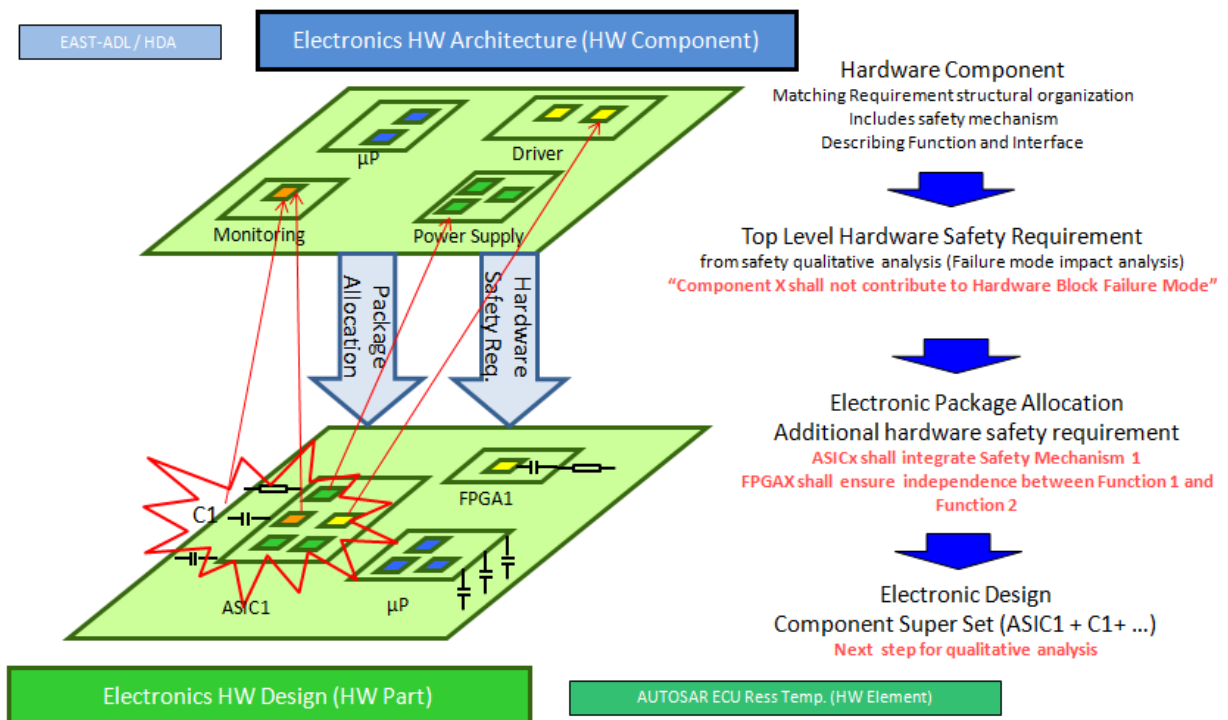 EAST-ADL / HDA
Electronics HW Architecture (HW Component)
μP
Driver
Monitoring
Power Supply
Package
Allocation
Hardware
Safety Req.
C1
FPGA1
ASIC1
μP
Electronics HW Design (HW Part)
AUTOSAR ECU Ress Temp. (HW Element)
Hardware Component
Matching Requirement structural organization
Includes safety mechanism
Describing Function and Interface
Top Level Hardware Safety Requirement
from safety qualitative analysis (Failure mode impact analysis)
“Component X shall not contribute to Hardware Block Failure Mode”
Electronic Package Allocation
Additional hardware safety requirement
ASICx shall integrate Safety Mechanism 1
FPGAX shall ensure independence between Function 1 and
Function 2
Electronic Design
Component Super Set (ASIC1 + C1+ ...)
Next step for qualitative analysis